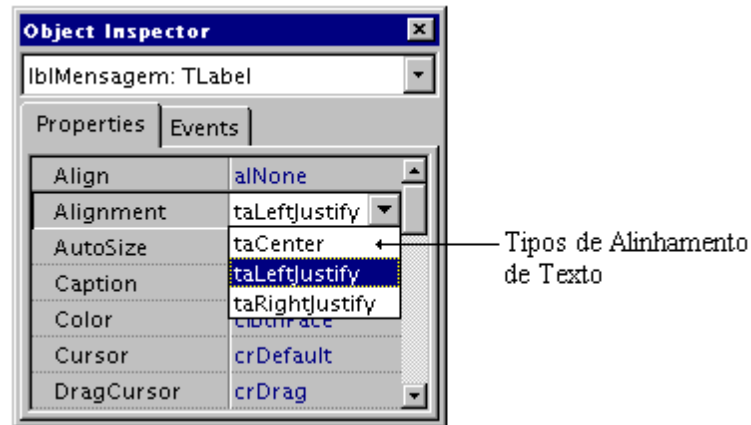 Object Inspector
lblMensagem: TLabel
Properties Events
Align alNone
Alignment taLeftJustify
AutoSize taCenter
Caption taLeftJustify
taRightJustify
Color clBtnFace
Cursor crDefault
DragCursor crDrag
Tipos de Alinhamento
de Texto